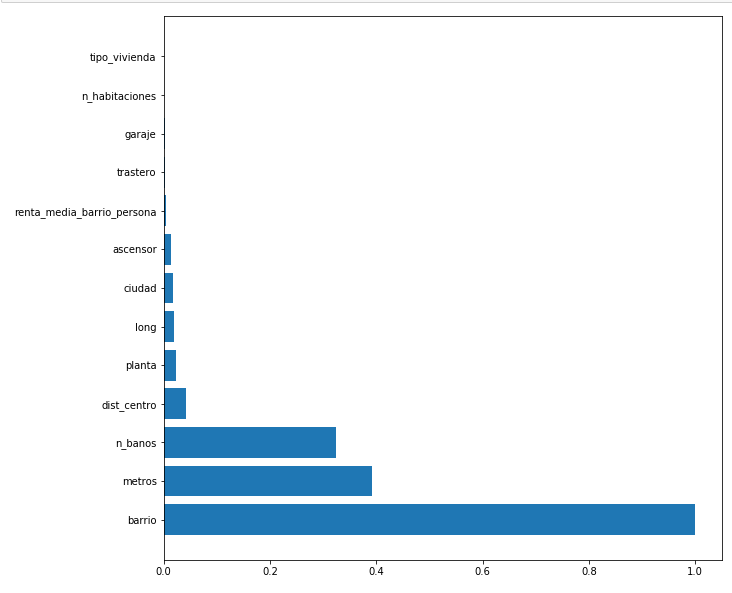 tipo_vivienda
n_habitaciones
garaje
trastero
renta_media_barrio_persona
ascensor
ciudad
long
planta
dist_centro
n_banos
metros
barrio
0.0 0.2 0.4 0.6 0.8 1.0